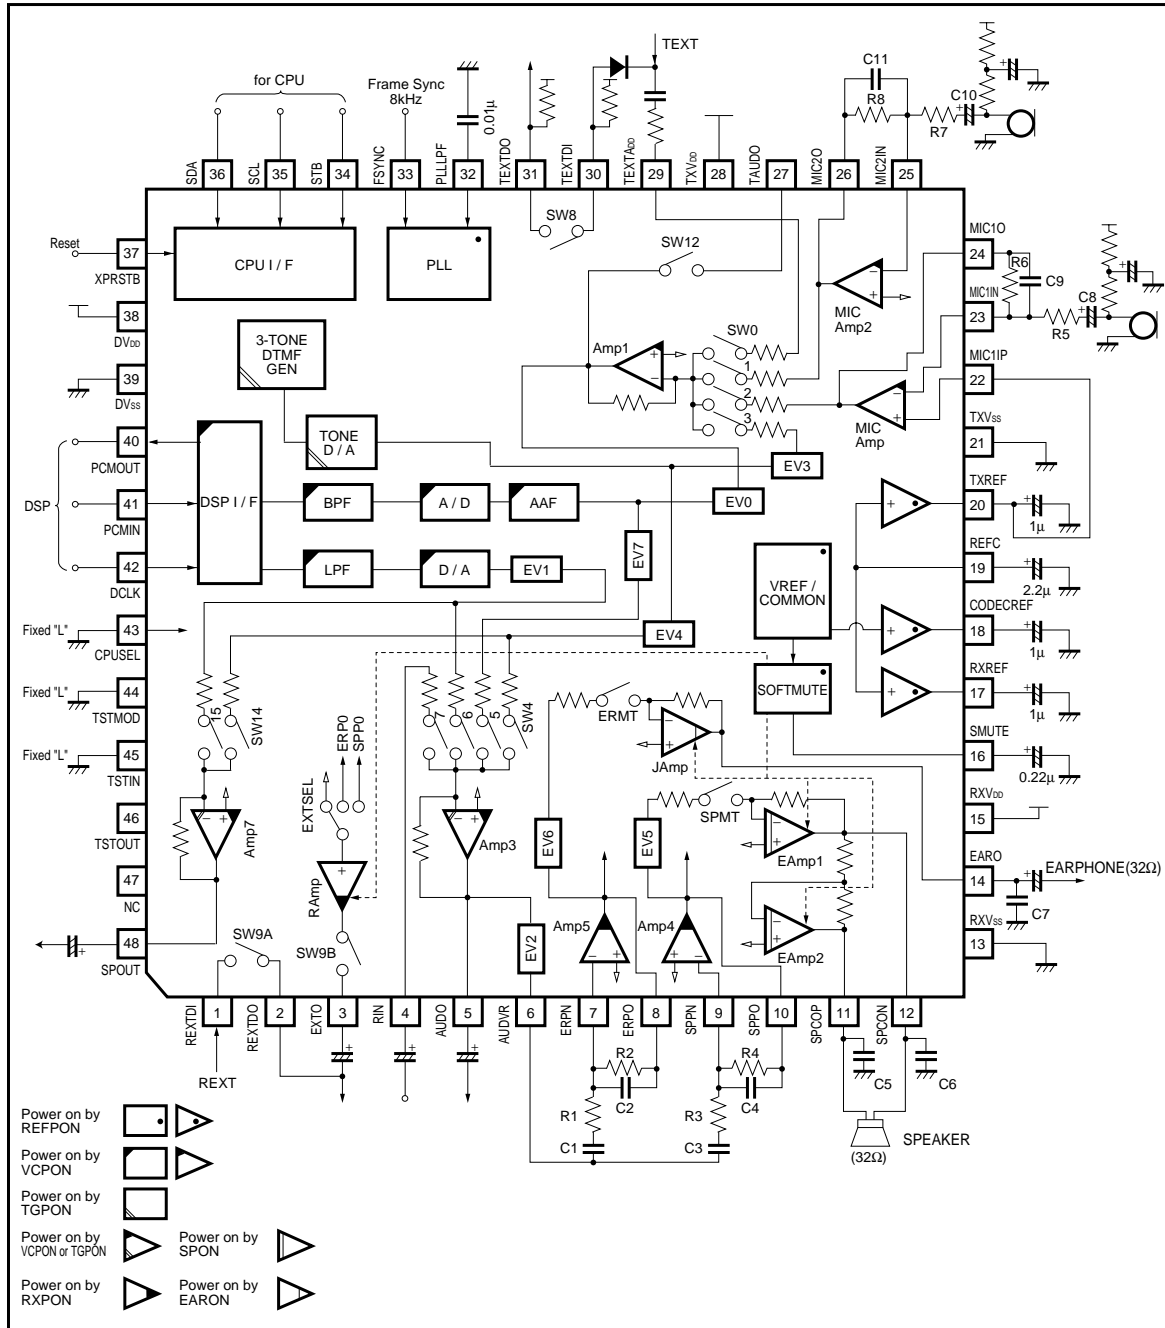 for CPU
Frame Sync
8kHz
0.01μ
TEXT
C11
R8
R7
C10
SDA
SCL
STB
FSYNC
PLLLPF
TEXTDO
TEXTDI
TEXTADD
TXVDD
TAUDO
MIC2O
MIC2IN
36
35
34
33
32
31
30
29
28
27
26
25
SW8
SW12
Reset
37
XPRSTB
CPU I / F
PLL
MIC
Amp2
MIC1O
24
R6
C9
MIC1IN
23
R5
C8
38
DVDD
3-TONE
DTMF
GEN
Amp1
SW0
1
2
3
MIC
Amp
MIC1IP
22
39
DVSS
TXVSS
21
DSP
40
PCMOUT
TONE
D / A
EV3
TXREF
20
1μ
41
PCMIN
DSP I / F
BPF
A / D
AAF
EV0
REFC
19
2.2μ
42
DCLK
LPF
D / A
EV1
EV7
VREF /
COMMON
CODECREF
18
1μ
Fixed "L"
43
CPUSEL
EV4
SOFTMUTE
RXREF
17
1μ
Fixed "L"
44
TSTMOD
15
SW14
ERP0
SPP0
7
6
5
SW4
ERMT
JAmp
SMUTE
16
0.22μ
Fixed "L"
45
TSTIN
EXTSEL
SPMT
RXVDD
15
46
TSTOUT
Amp7
Amp3
EV6
EV5
EAmp1
47
NC
RAmp
EARO
14
EARPHONE(32Ω)
C7
48
SPOUT
SW9A
SW9B
EV2
Amp5
Amp4
EAmp2
RXVSS
13
1
2
3
4
5
6
7
8
9
10
11
12
REXTDI
REXTDO
EXTO
RIN
AUDO
AUDVR
ERPN
ERPO
SPPN
SPPO
SPCOP
SPCON
REXT
R2
C2
R1
C1
R4
C4
R3
C3
C5
C6
SPEAKER
(32Ω)
Power on by
REFPON
Power on by
VCPON
Power on by
TGPON
Power on by
VCPON or TGPON
Power on by
SPON
Power on by
RXPON
Power on by
EARON